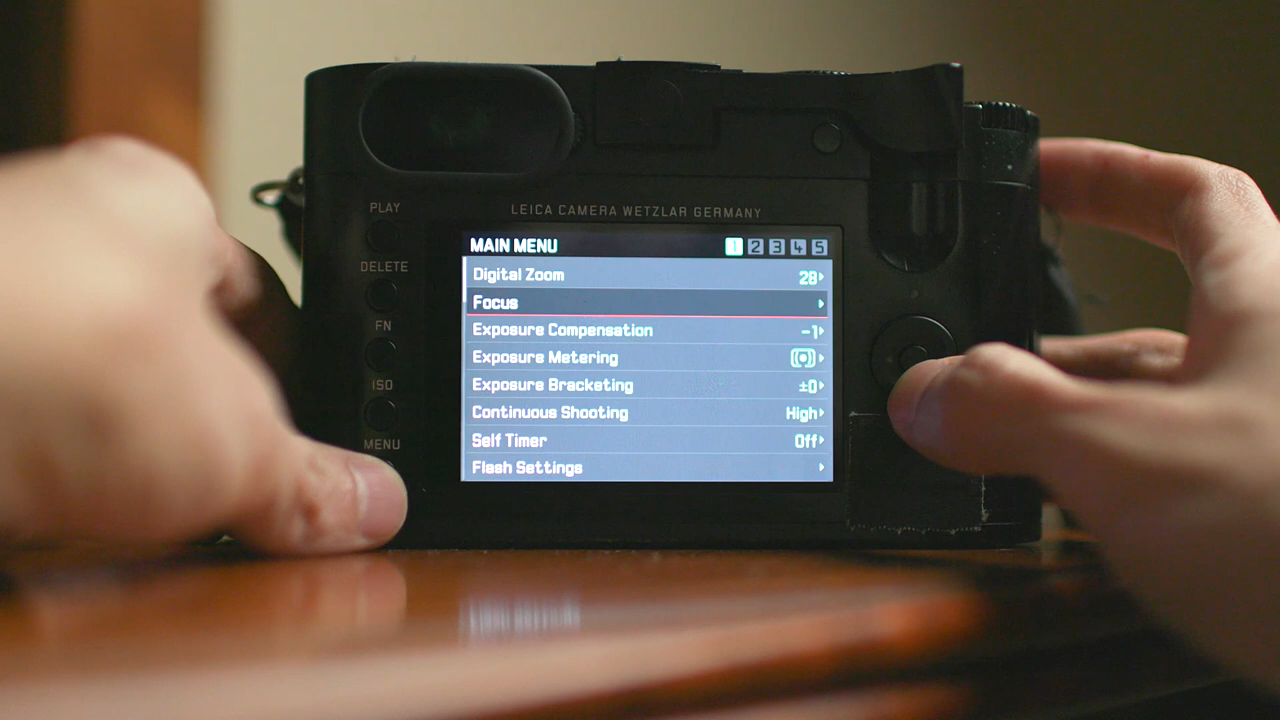 LEICA CAMERA WETZLAR GERMANY
PLAY
DELETE
FN
ISO
MENU
MAIN MENU 1 2 3 4 5
Digital Zoom 28
Focus
Exposure Compensation -1
Exposure Metering
Exposure Bracketing ±0
Continuous Shooting High
Self Timer Off
Flash Settings